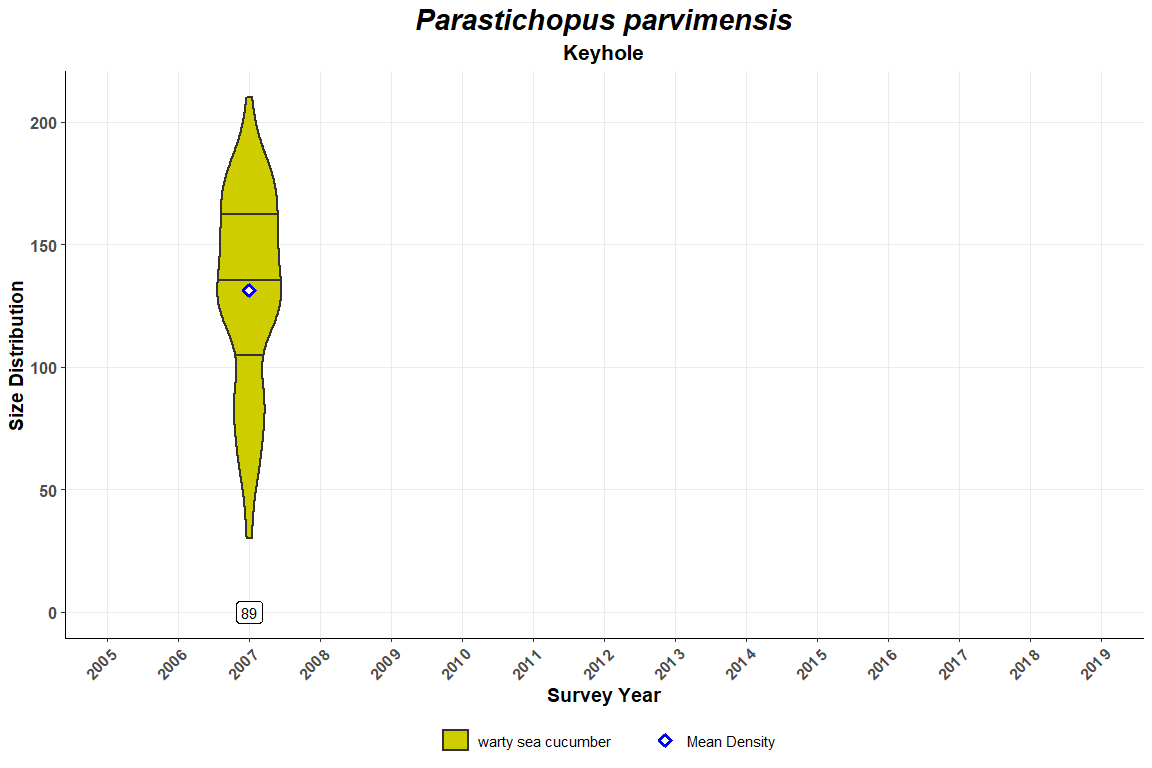 Parastichopus parvimensis
Keyhole
Size Distribution
200
150
100
50
0
89
2005 2006 2007 2008 2009 2010 2011 2012 2013 2014 2015 2016 2017 2018 2019
Survey Year
warty sea cucumber Mean Density